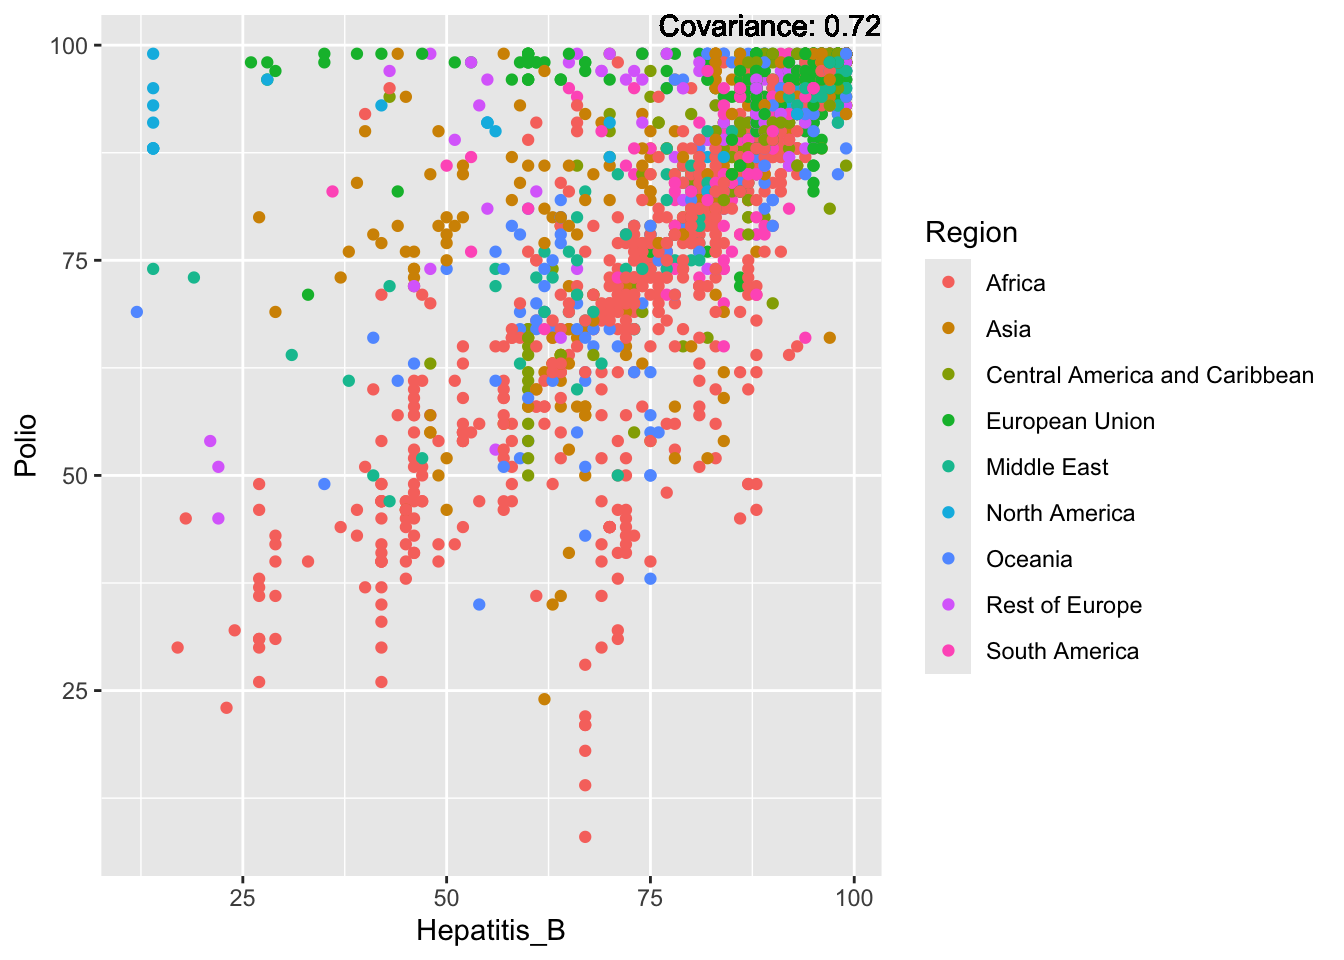 Covariance: 0.72
100
75
50
25
Polio
25
50
75
100
Hepatitis_B
Region
Africa
Asia
Central America and Caribbean
European Union
Middle East
North America
Oceania
Rest of Europe
South America